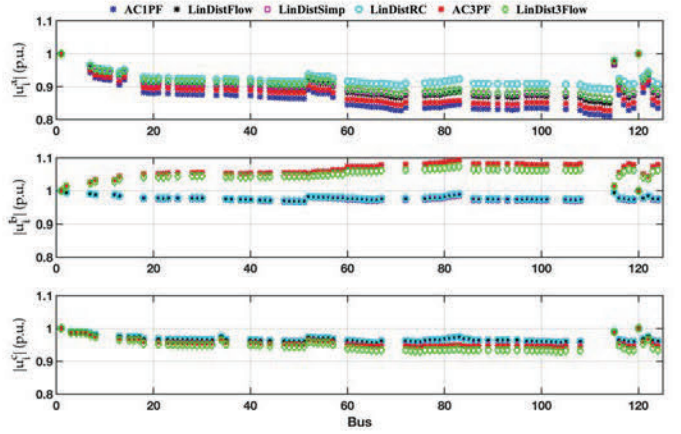 AC1PF LinDistFlow LinDistSimp LinDistRC AC3PF LinDist3Flow
|u_i^a| (p.u.)
1
0.9
0.8
0 20 40 60 80 100 120
|u_i^b| (p.u.)
1.1
1
0.9
0.8
0 20 40 60 80 100 120
|u_i^c| (p.u.)
1.1
1
0.9
0.8
0 20 40 60 80 100 120
Bus